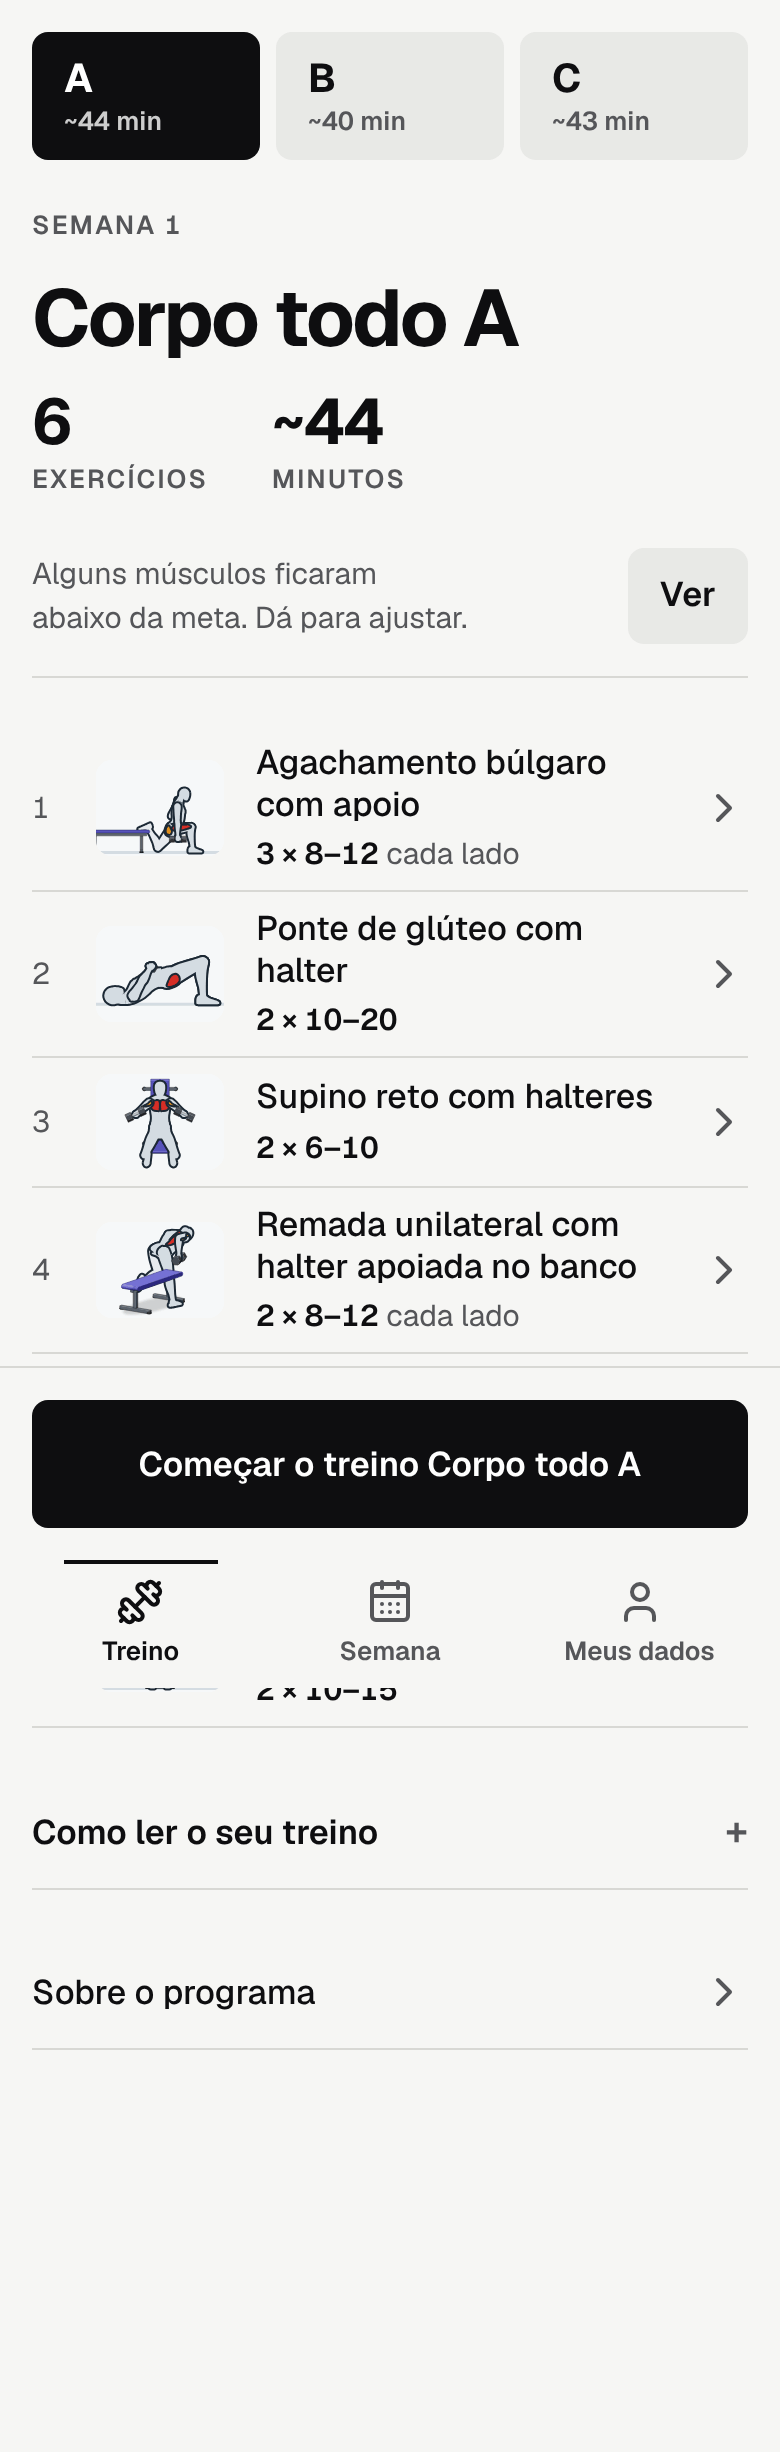 A
~44 min
B
~40 min
C
~43 min
SEMANA 1
Corpo todo A
6
EXERCÍCIOS
~44
MINUTOS
Alguns músculos ficaram
abaixo da meta. Dá para ajustar.
Ver
1
Agachamento búlgaro
com apoio
3 × 8–12 cada lado
2
Ponte de glúteo com
halter
2 × 10–20
3
Supino reto com halteres
2 × 6–10
4
Remada unilateral com
halter apoiada no banco
2 × 8–12 cada lado
Começar o treino Corpo todo A
Treino
Semana
Meus dados
2 × 10–15
Como ler o seu treino
+
Sobre o programa